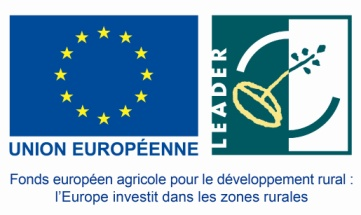 UNION EUROPÉENNE
LEADER
Fonds européen agricole pour le développement rural :
l'Europe investit dans les zones rurales